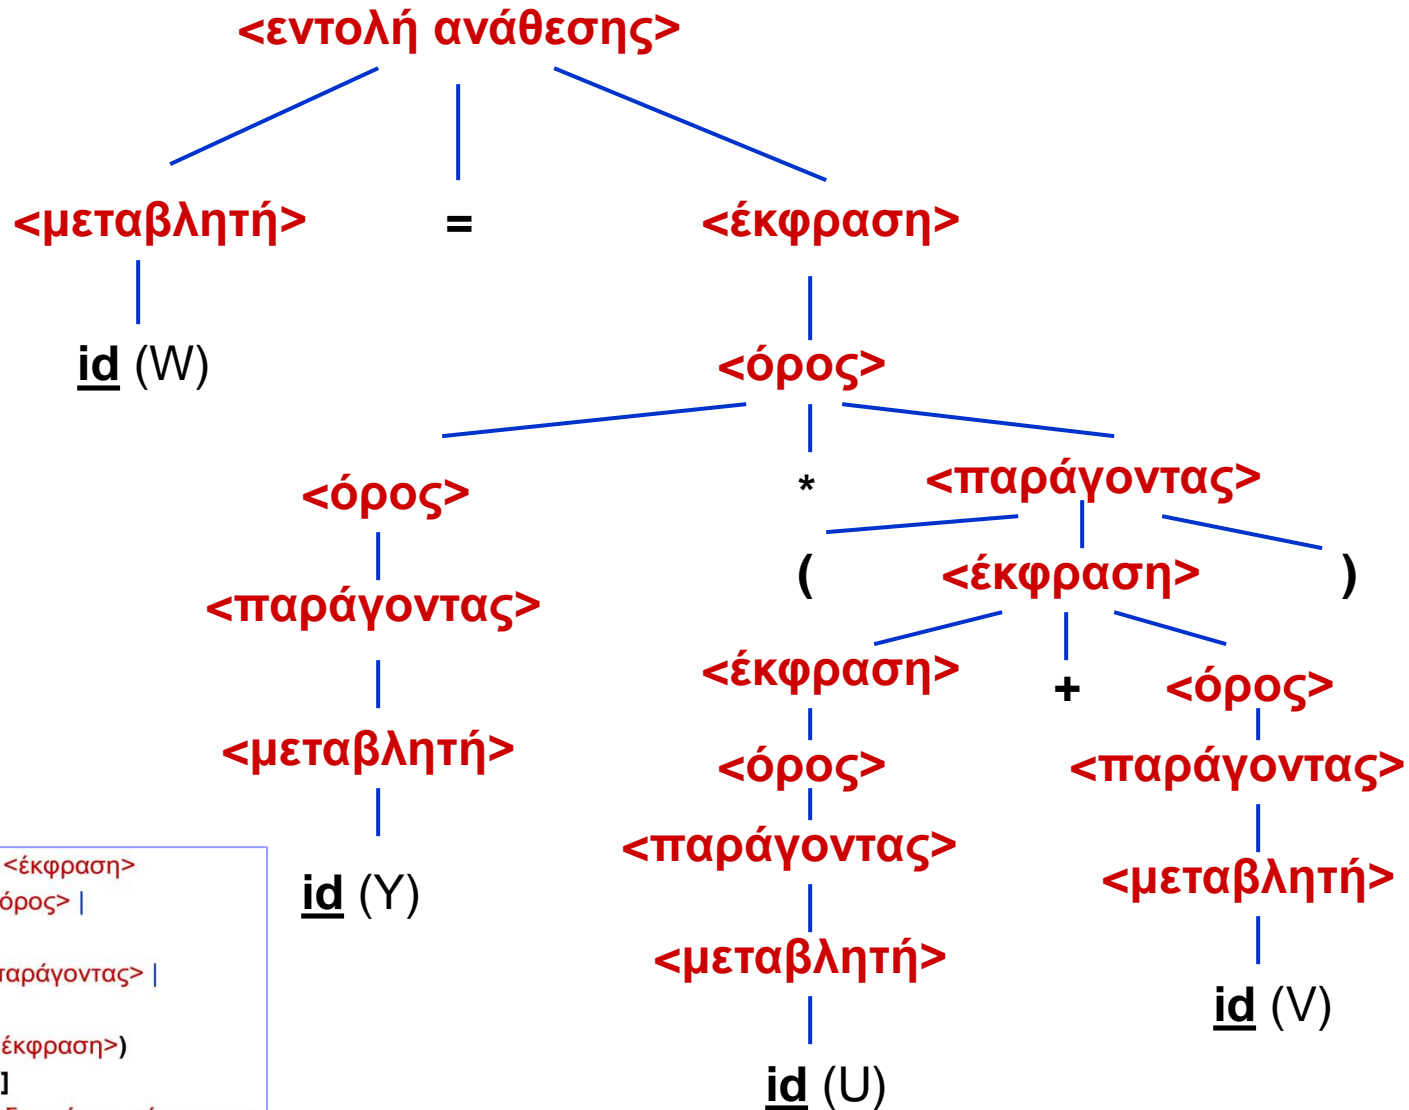 <εντολή ανάθεσης>
<μεταβλητή> = <έκφραση>
id (W)
<όρος>
<όρος> * <παράγοντας>
( <έκφραση> )
<παράγοντας>
<έκφραση> + <όρος>
<μεταβλητή> <όρος> <παράγοντας>
<παράγοντας>
id (Y) <μεταβλητή>
<μεταβλητή>
id (V)
id (U)
<έκφραση>
όρος> |
παράγοντας> |
έκφραση>)
]